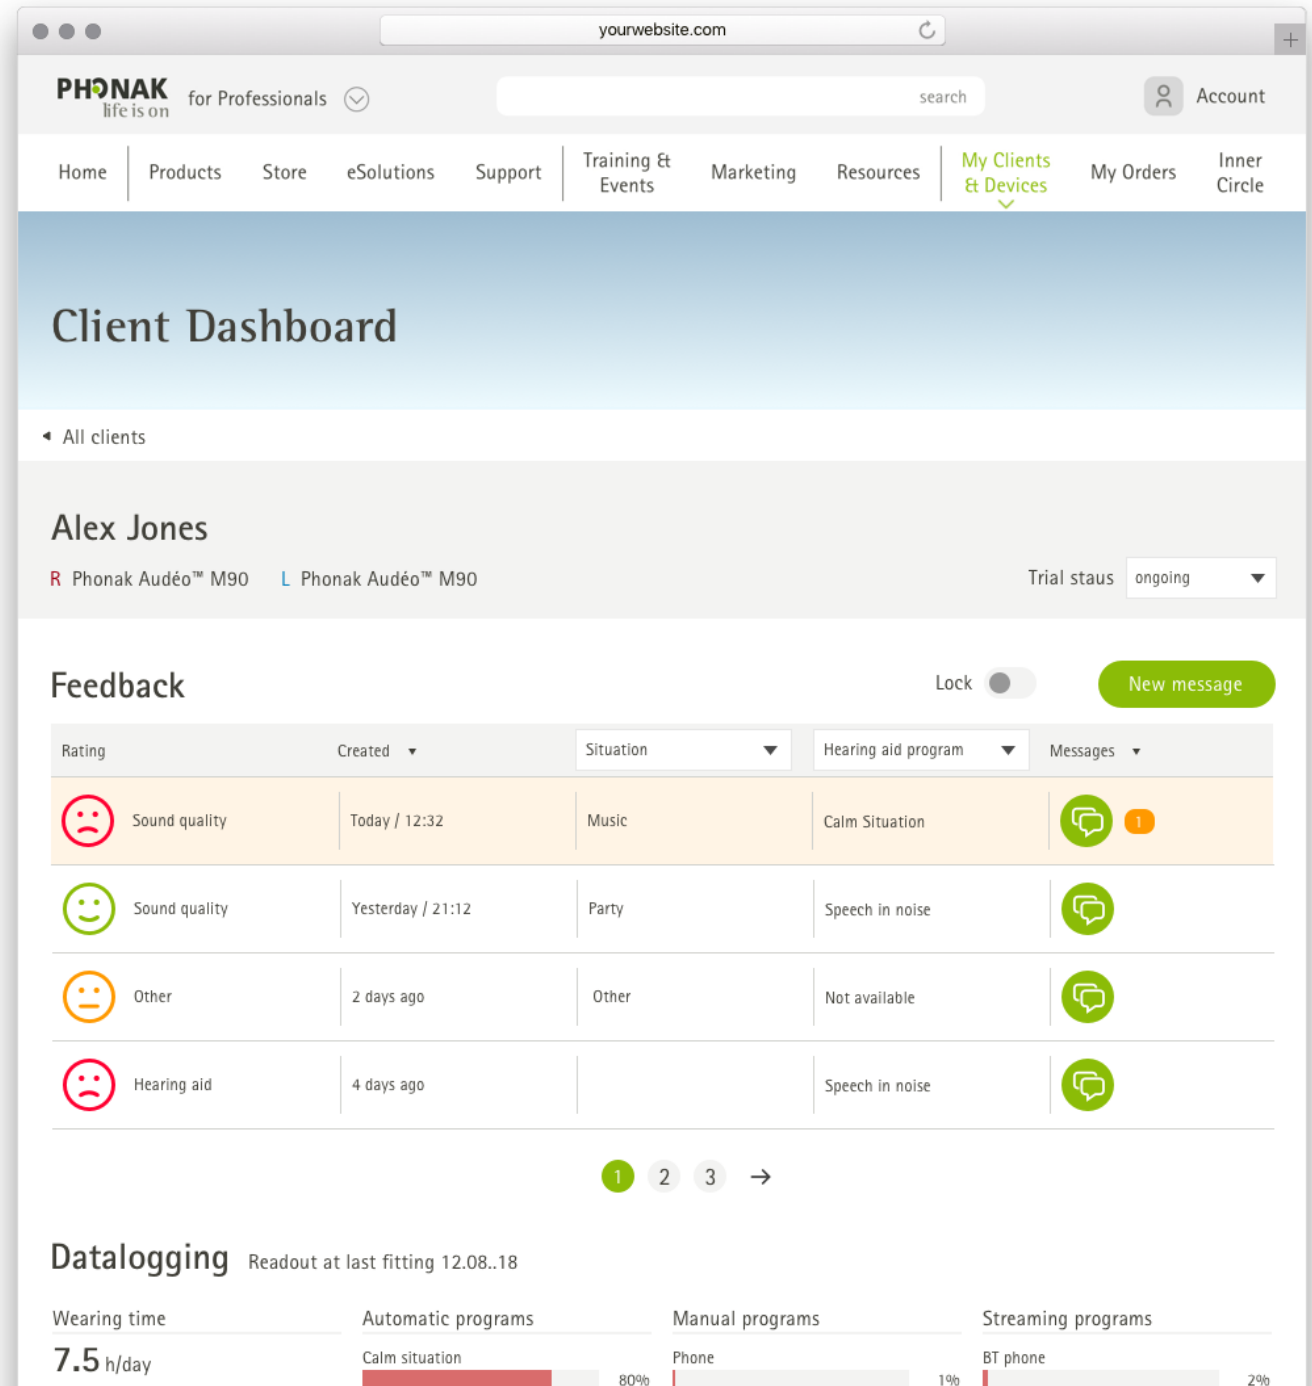 yourwebsite.com
PHONAK
life is on
for Professionals
search
Account
Home
Products
Store
eSolutions
Support
Training &
Events
Marketing
Resources
My Clients
& Devices
My Orders
Inner
Circle
Client Dashboard
All clients
Alex Jones
R Phonak Audéo™ M90 L Phonak Audéo™ M90
Trial staus ongoing
Feedback
Lock
New message
Rating Created Situation Hearing aid program Messages
Sound quality Today / 12:32 Music Calm Situation 1
Sound quality Yesterday / 21:12 Party Speech in noise
Other 2 days ago Other Not available
Hearing aid 4 days ago Speech in noise
1 2 3 →
Datalogging Readout at last fitting 12.08..18
Wearing time Automatic programs Manual programs Streaming programs
7.5 h/day
Calm situation Phone BT phone
80% 1% 2%